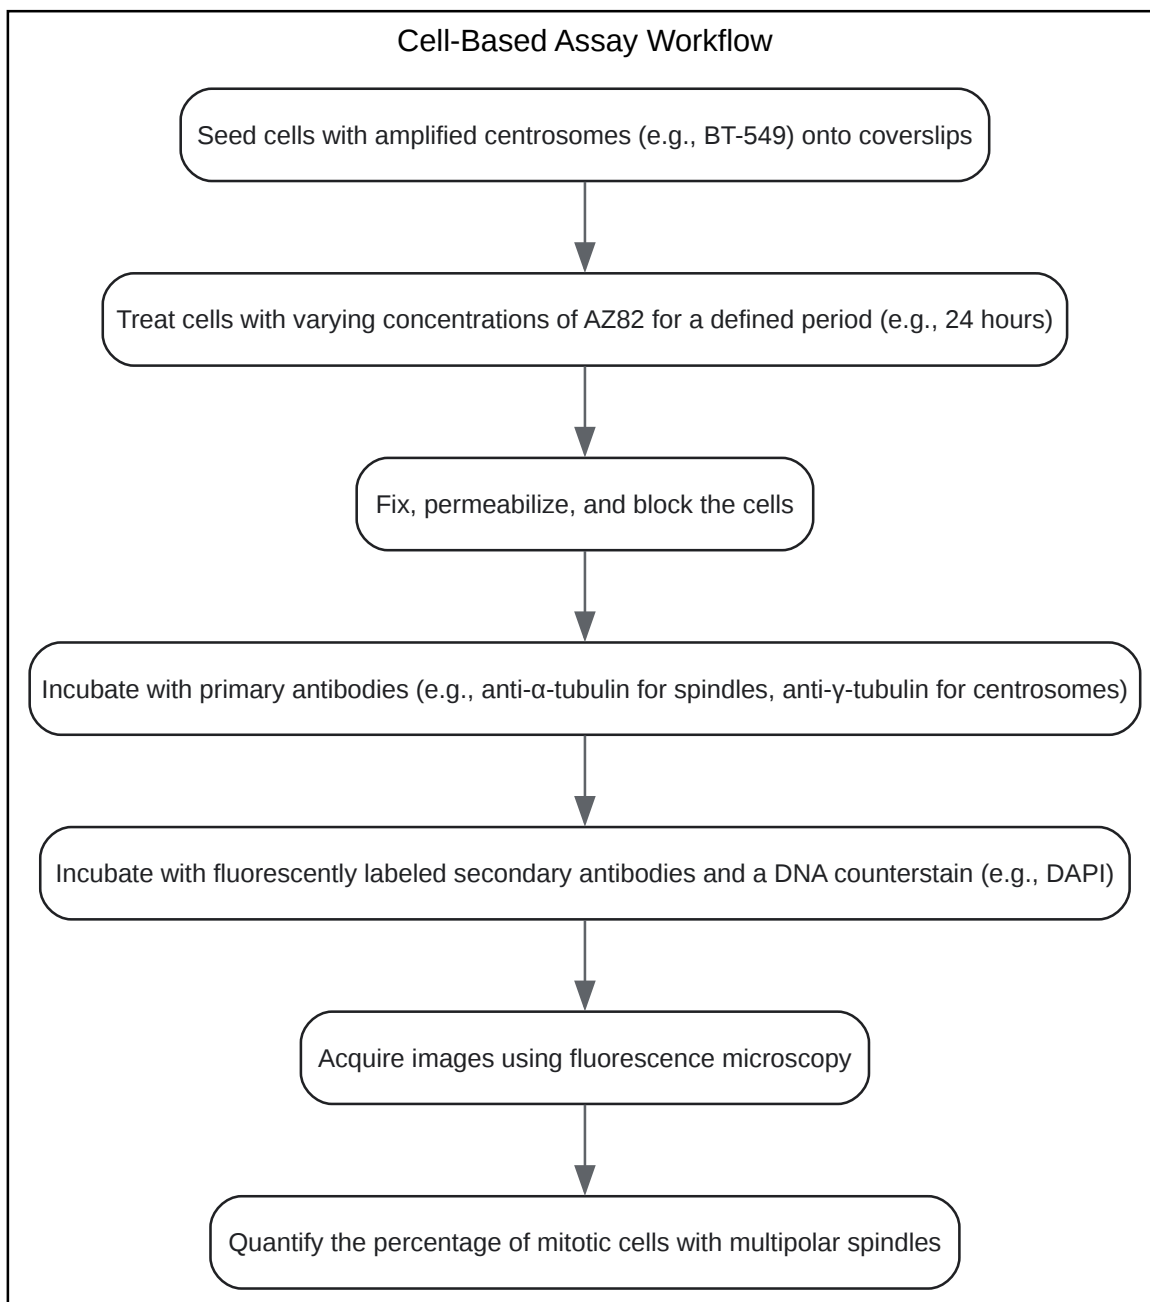 Cell-Based Assay Workflow
Seed cells with amplified centrosomes (e.g., BT-549) onto coverslips
Treat cells with varying concentrations of AZ82 for a defined period (e.g., 24 hours)
Fix, permeabilize, and block the cells
Incubate with primary antibodies (e.g., anti-α-tubulin for spindles, anti-γ-tubulin for centrosomes)
Incubate with fluorescently labeled secondary antibodies and a DNA counterstain (e.g., DAPI)
Acquire images using fluorescence microscopy
Quantify the percentage of mitotic cells with multipolar spindles